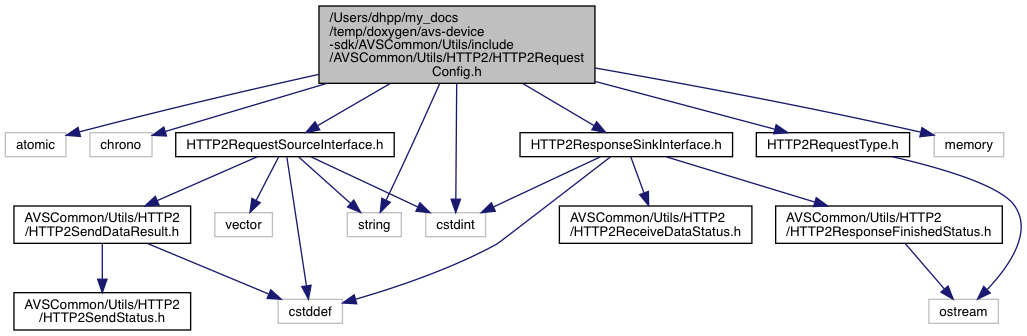 /Users/dhpp/my_docs
/temp/doxygen/avs-device
-sdk/AVSCommon/Utils/include
/AVSCommon/Utils/HTTP2/HTTP2Request
Config.h
atomic
chrono
HTTP2RequestSourceInterface.h
HTTP2ResponseSinkInterface.h
HTTP2RequestType.h
memory
AVSCommon/Utils/HTTP2
/HTTP2SendDataResult.h
vector
string
cstdint
AVSCommon/Utils/HTTP2
/HTTP2ReceiveDataStatus.h
AVSCommon/Utils/HTTP2
/HTTP2ResponseFinishedStatus.h
AVSCommon/Utils/HTTP2
/HTTP2SendStatus.h
cstddef
ostream